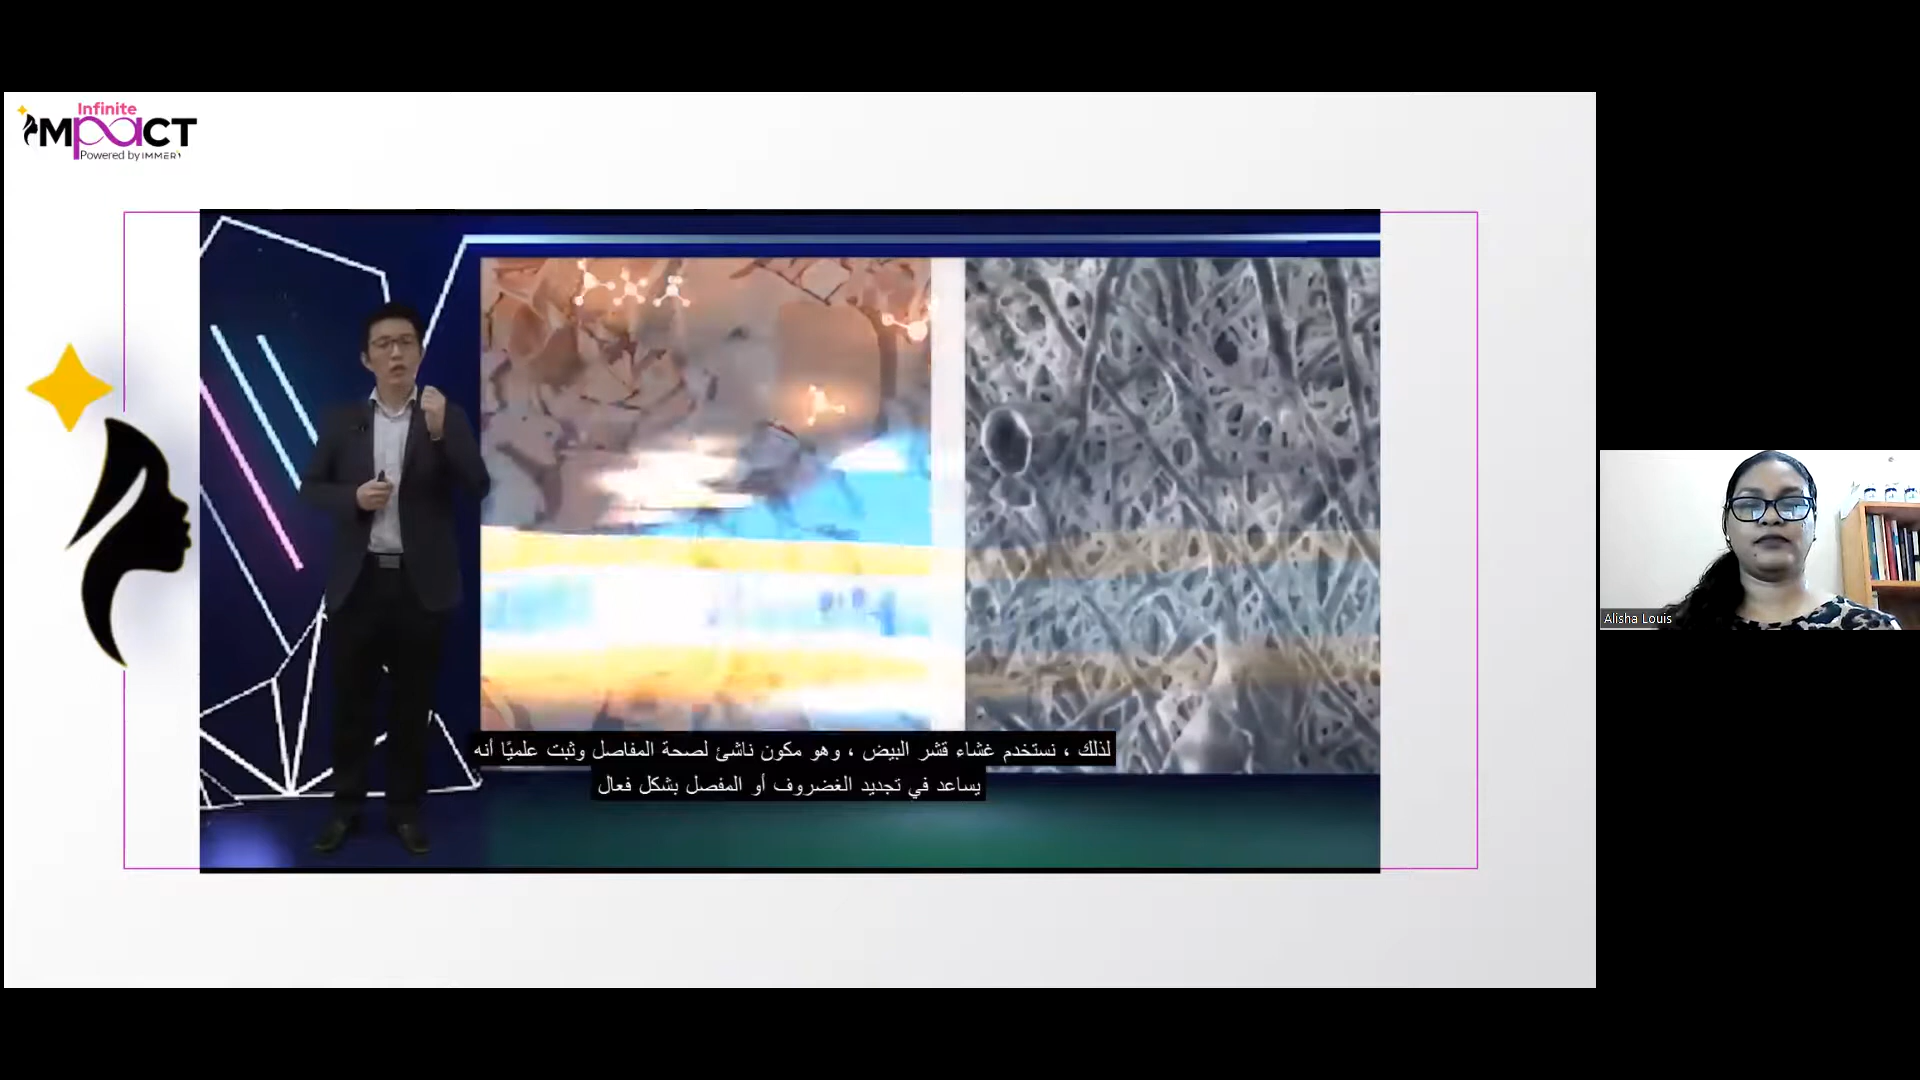 Infinite
iMPACT
Powered by IMMERY
لذلك ، نستخدم غشاء قشر البيض ، وهو مكون ناشئ لصحة المفاصل وثبت علميًا أنه
يساعد في تجديد الغضروف أو المفصل بشكل فعال
Alisha Louis